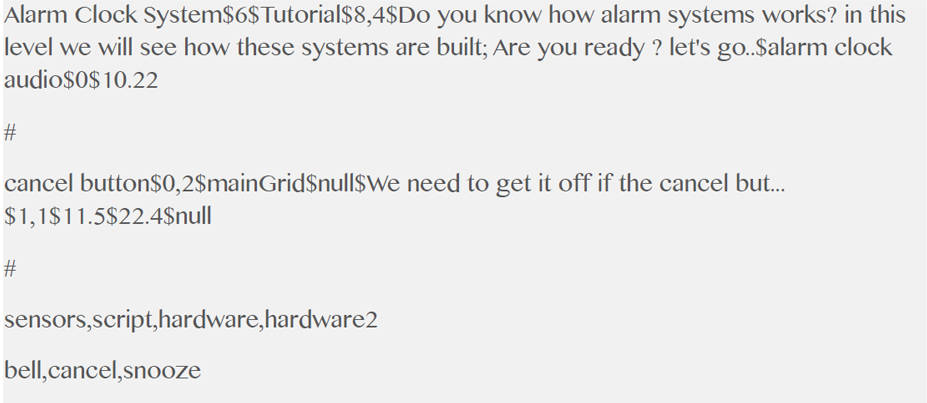 Alarm Clock System$6$Tutorial$8,4$Do you know how alarm systems works? in this
level we will see how these systems are built; Are you ready ? let's go..$alarm clock
audio$0$10.22
#
cancel button$0,2$mainGrid$null$We need to get it off if the cancel but...
$1,1$11.5$22.4$null
#
sensors,script,hardware,hardware2
bell,cancel,snooze